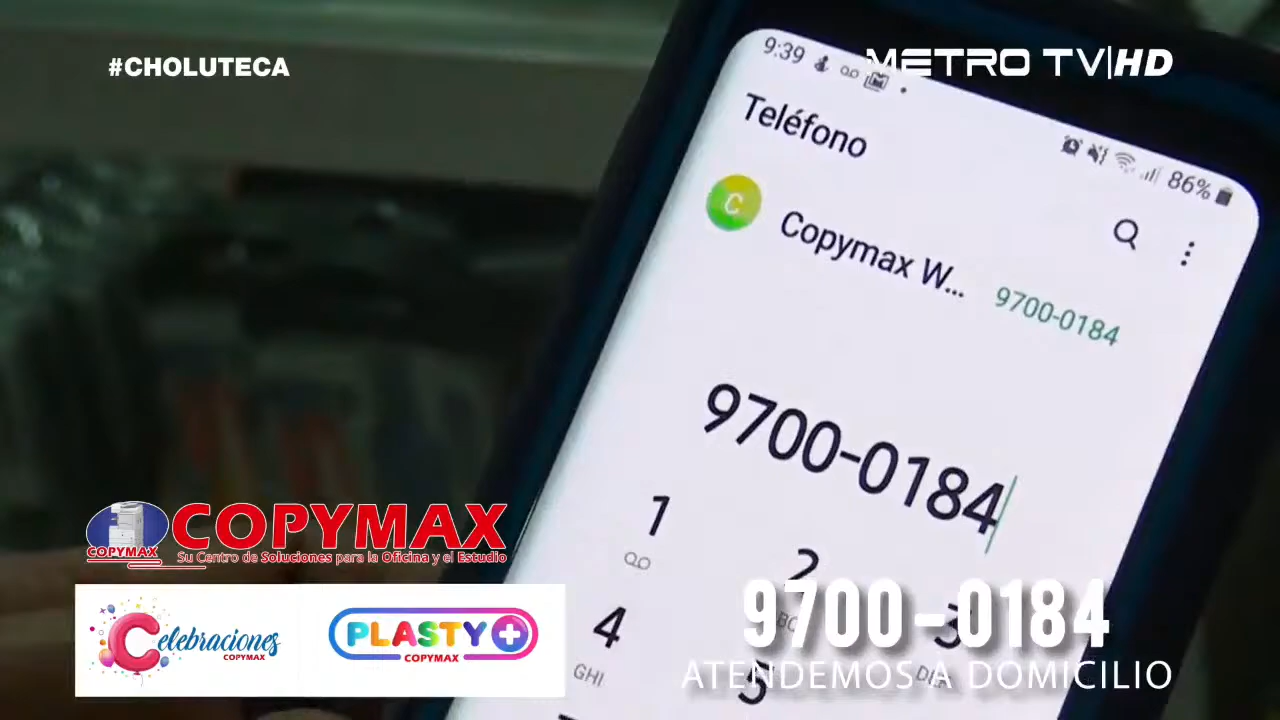 #CHOLUTECA
METRO TV|HD
9:39
86%
Teléfono
C
Copymax W...
9700-0184
9700-0184
1
2
3
4
GHI
5
COPYMAX
COPYMAX
Su Centro de Soluciones para la Oficina y el Estudio
Celebraciones
COPYMAX
PLASTY+
COPYMAX
9700-0184
ATENDEMOS A DOMICILIO